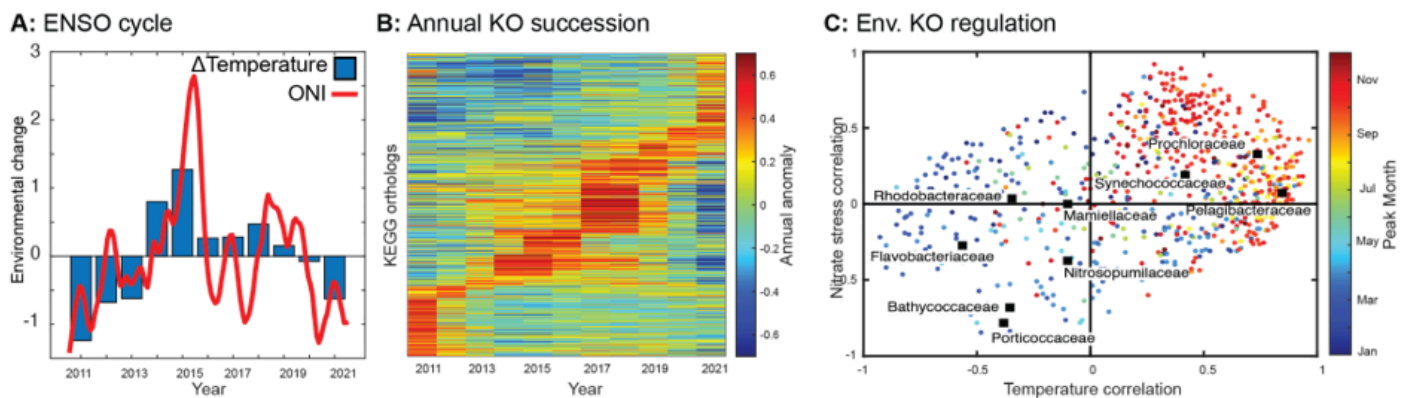 A: ENSO cycle
3
2
1
0
-1
Environmental change
ΔTemperature
ONI
2011 2013 2015 2017 2019 2021
Year
B: Annual KO succession
KEGG orthologs
2011 2013 2015 2017 2019 2021
Year
0.6
0.4
0.2
0
-0.2
-0.4
-0.6
Annual anomaly
C: Env. KO regulation
1
0.5
0
-0.5
-1
Nitrate stress correlation
Prochloraceae
Synechococcaceae
Rhodobacteraceae
Mamiellaceae
Pelagibacteraceae
Flavobacteriaceae
Nitrosopumilaceae
Bathycoccaceae
Porticoccaceae
-1 -0.5 0 0.5 1
Temperature correlation
Nov
Sep
Jul
May
Mar
Jan
Peak Month